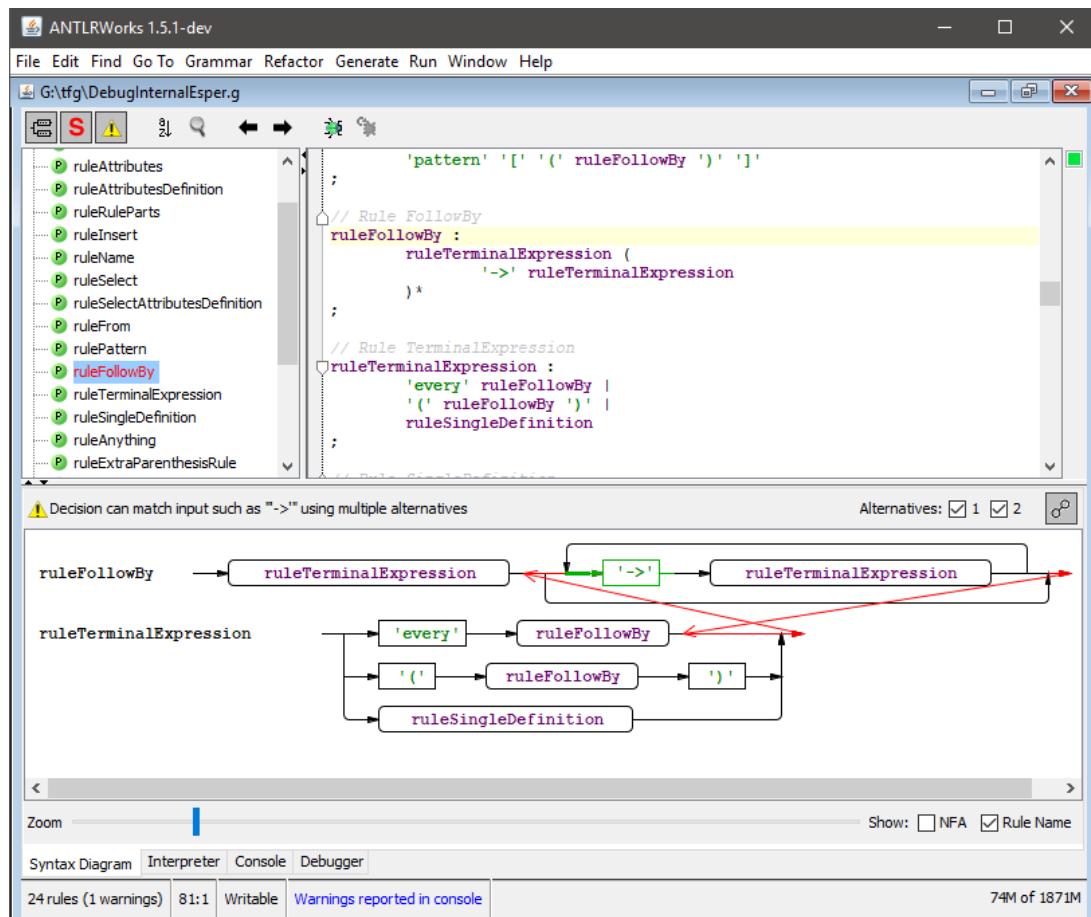 ANTLRWorks 1.5.1-dev
File Edit Find Go To Grammar Refactor Generate Run Window Help
G:\tfg\DebugInternalEsper.g
ruleAttributes
ruleAttributesDefinition
ruleRuleParts
ruleInsert
ruleName
ruleSelect
ruleSelectAttributesDefinition
ruleFrom
rulePattern
ruleFollowBy
ruleTerminalExpression
ruleSingleDefinition
ruleAnything
ruleExtraParenthesisRule
'pattern' '[' '(' ruleFollowBy ')' ']'
;
// Rule FollowBy
ruleFollowBy :
ruleTerminalExpression (
'->' ruleTerminalExpression
)*
;
// Rule TerminalExpression
ruleTerminalExpression :
'every' ruleFollowBy |
'(' ruleFollowBy ')' |
ruleSingleDefinition
;
// Rule SingleDefinition
Decision can match input such as "'->'" using multiple alternatives
Alternatives: 1 2
ruleFollowBy ruleTerminalExpression '->' ruleTerminalExpression
ruleTerminalExpression 'every' ruleFollowBy
'(' ruleFollowBy ')'
ruleSingleDefinition
Zoom
Show: NFA Rule Name
Syntax Diagram Interpreter Console Debugger
24 rules (1 warnings) 81:1 Writable Warnings reported in console 74M of 1871M